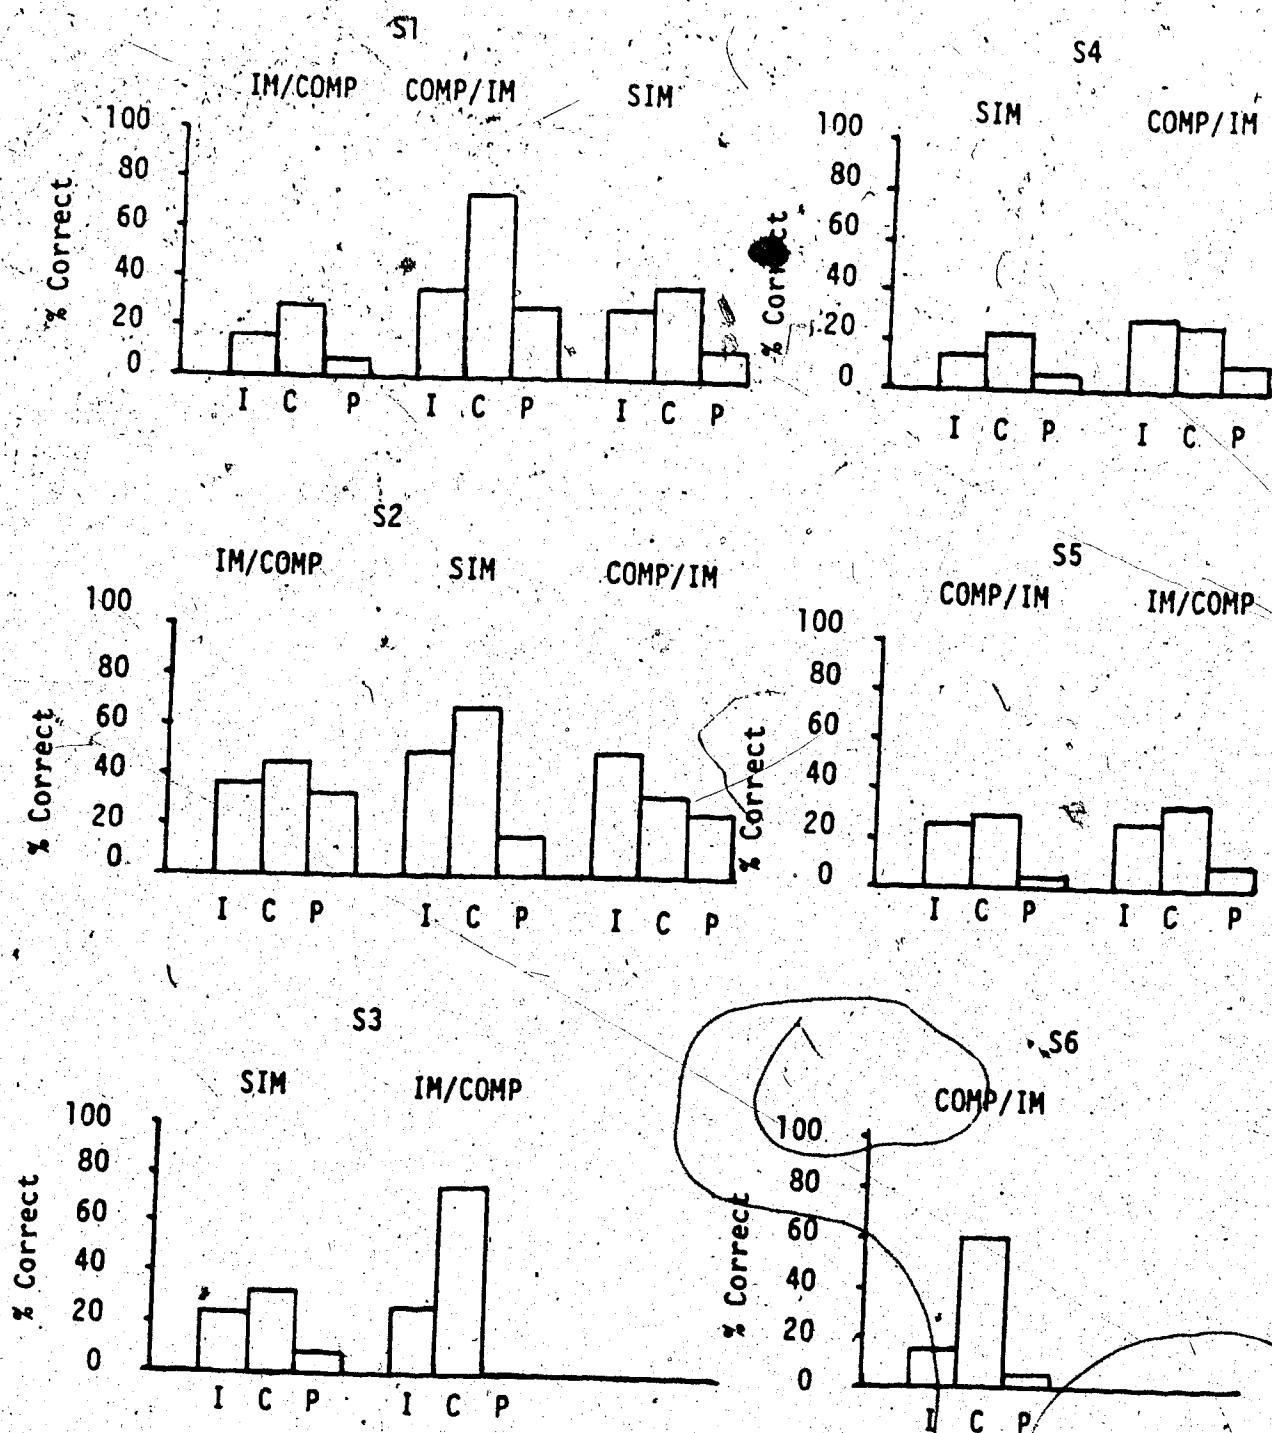 S1
IM/COMP COMP/IM SIM
100
80
60
40
20
0
% Correct
I C P I C P I C P
S4
SIM COMP/IM
100
80
60
40
20
0
% Correct
I C P I C P
S2
IM/COMP SIM COMP/IM
100
80
60
40
20
0
% Correct
I C P I C P I C P
S5
COMP/IM IM/COMP
100
80
60
40
20
0
% Correct
I C P I C P
S3
SIM IM/COMP
100
80
60
40
20
0
% Correct
I C P I C P
S6
COMP/IM
100
80
60
40
20
0
% Correct
I C P